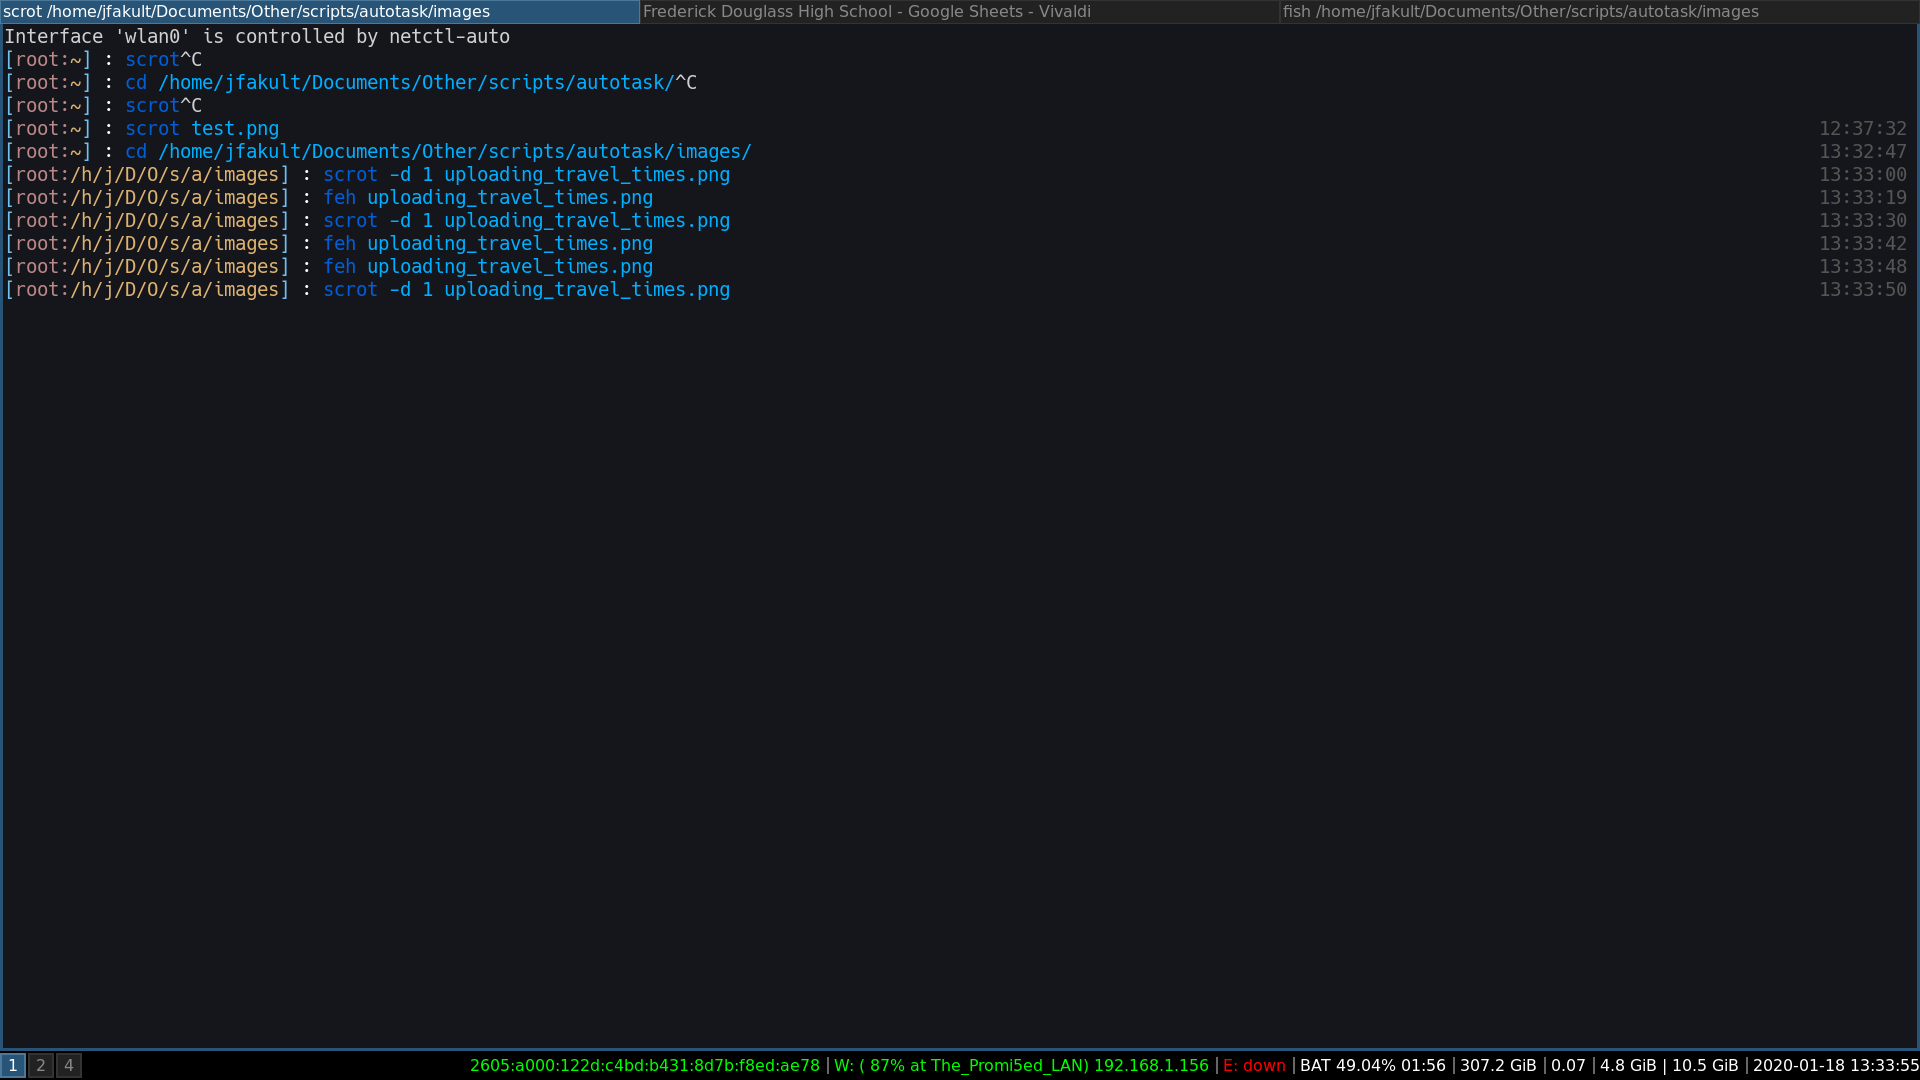 scrot /home/jfakult/Documents/Other/scripts/autotask/images
Frederick Douglass High School - Google Sheets - Vivaldi
fish /home/jfakult/Documents/Other/scripts/autotask/images
Interface 'wlan0' is controlled by netctl-auto
[root:~] : scrot^C
[root:~] : cd /home/jfakult/Documents/Other/scripts/autotask/^C
[root:~] : scrot^C
[root:~] : scrot test.png 12:37:32
[root:~] : cd /home/jfakult/Documents/Other/scripts/autotask/images/ 13:32:47
[root:/h/j/D/O/s/a/images] : scrot -d 1 uploading_travel_times.png 13:33:00
[root:/h/j/D/O/s/a/images] : feh uploading_travel_times.png 13:33:19
[root:/h/j/D/O/s/a/images] : scrot -d 1 uploading_travel_times.png 13:33:30
[root:/h/j/D/O/s/a/images] : feh uploading_travel_times.png 13:33:42
[root:/h/j/D/O/s/a/images] : feh uploading_travel_times.png 13:33:48
[root:/h/j/D/O/s/a/images] : scrot -d 1 uploading_travel_times.png 13:33:50
1 2 4 2605:a000:122d:c4bd:b431:8d7b:f8ed:ae78 | W: ( 87% at The_Promi5ed_LAN) 192.168.1.156 | E: down | BAT 49.04% 01:56 | 307.2 GiB | 0.07 | 4.8 GiB | 10.5 GiB | 2020-01-18 13:33:55